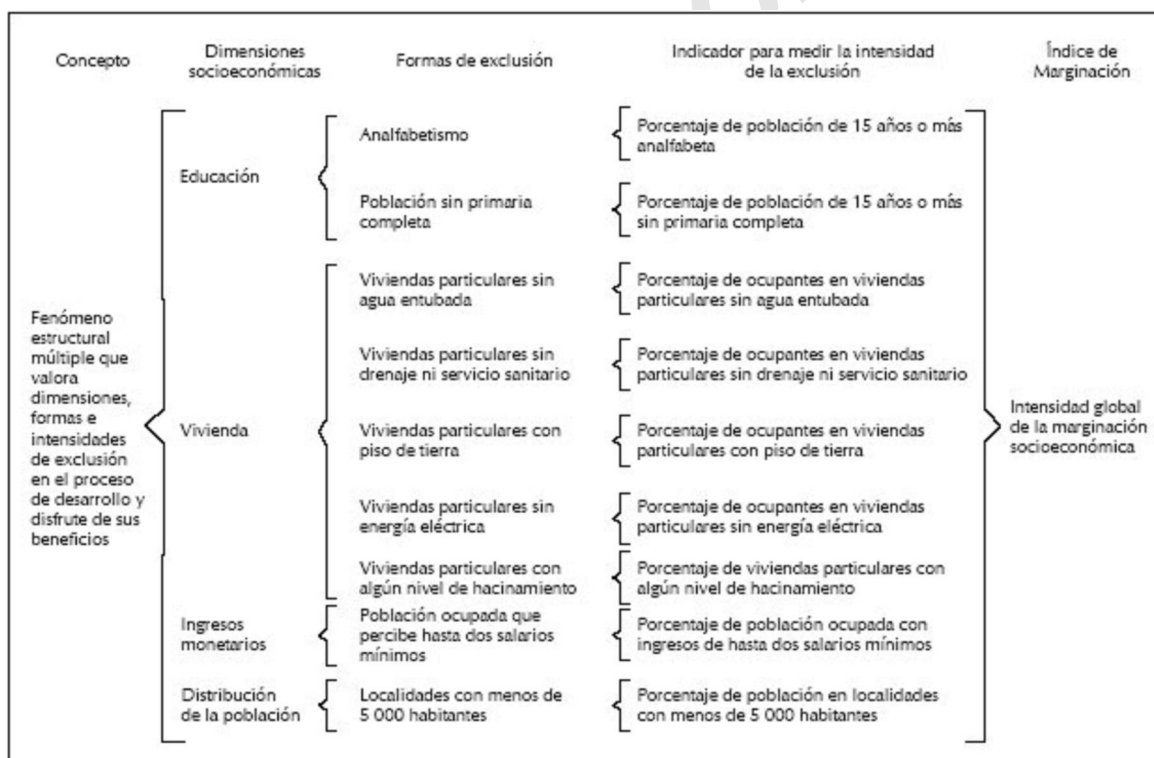 Concepto
Dimensiones
socioeconómicas
Formas de exclusión
Indicador para medir la intensidad
de la exclusión
Índice de
Marginación
Fenómeno
estructural
múltiple que
valora
dimensiones,
formas e
intensidades
de exclusión
en el proceso
de desarrollo y
disfrute de sus
beneficios
Educación
Analfabetismo
Porcentaje de población de 15 años o más
analfabeta
Población sin primaria
completa
Porcentaje de población de 15 años o más
sin primaria completa
Vivienda
Viviendas particulares sin
agua entubada
Porcentaje de ocupantes en viviendas
particulares sin agua entubada
Viviendas particulares sin
drenaje ni servicio sanitario
Porcentaje de ocupantes en viviendas
particulares sin drenaje ni servicio sanitario
Viviendas particulares con
piso de tierra
Porcentaje de ocupantes en viviendas
particulares con piso de tierra
Viviendas particulares sin
energía eléctrica
Porcentaje de ocupantes en viviendas
particulares sin energía eléctrica
Viviendas particulares con
algún nivel de hacinamiento
Porcentaje de viviendas particulares con
algún nivel de hacinamiento
Ingresos
monetarios
Población ocupada que
percibe hasta dos salarios
mínimos
Porcentaje de población ocupada con
ingresos de hasta dos salarios mínimos
Distribución
de la población
Localidades con menos de
5 000 habitantes
Porcentaje de población en localidades
con menos de 5 000 habitantes
Intensidad global
de la marginación
socioeconómica